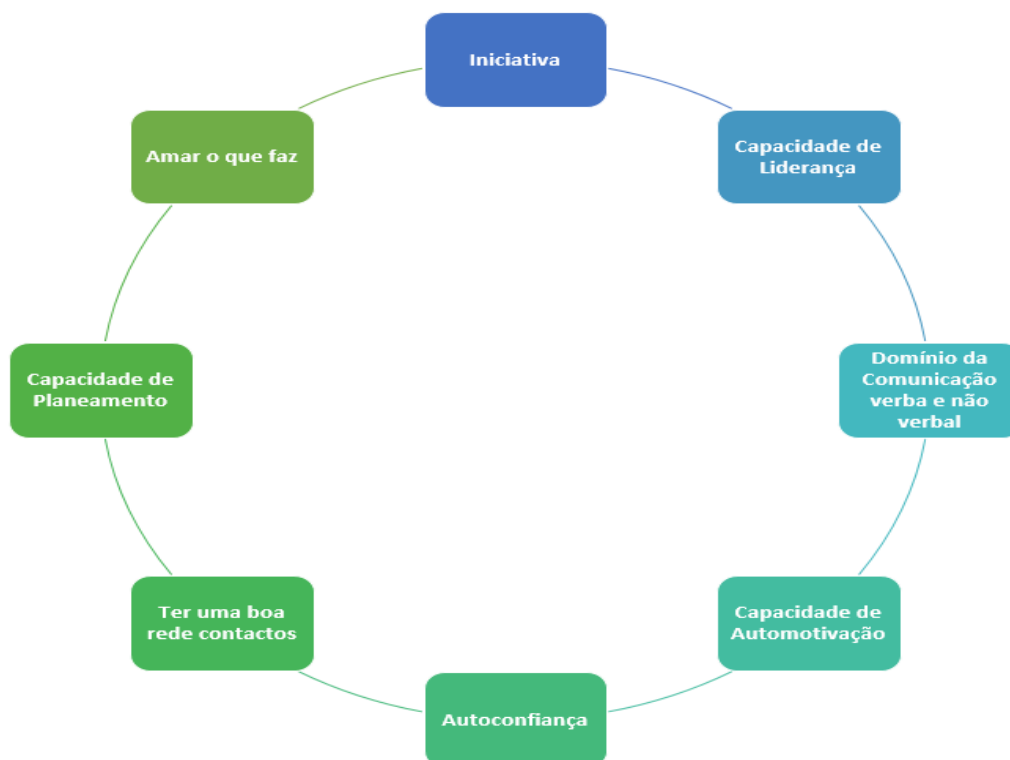 Iniciativa
Capacidade de
Liderança
Domínio da
Comunicação
verba e não
verbal
Capacidade de
Automotivação
Autoconfiança
Ter uma boa
rede contactos
Capacidade de
Planeamento
Amar o que faz